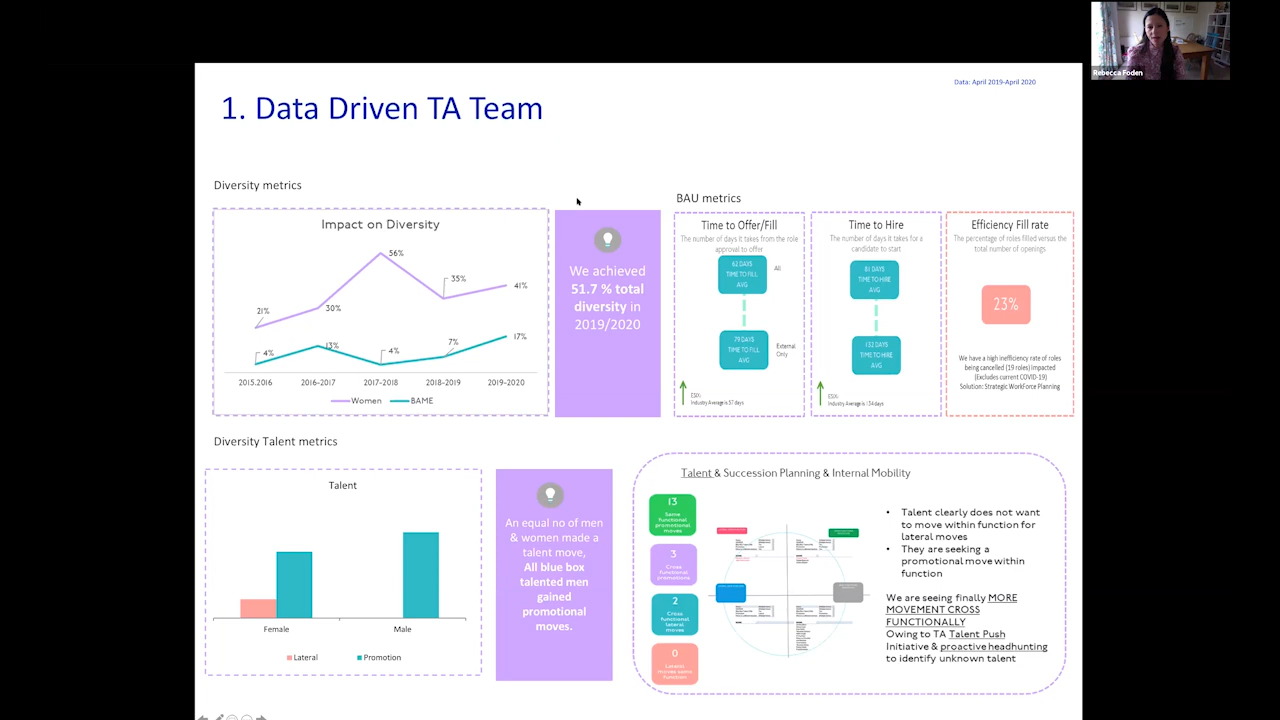 Rebecca Foden
Data: April 2019-April 2020
1. Data Driven TA Team
Diversity metrics
Impact on Diversity
56%
35%
41%
21%
30%
4%
13%
4%
7%
17%
2015.2016
2016-2017
2017-2018
2018-2019
2019-2020
Women
BAME
We achieved
51.7 % total
diversity in
2019/2020
BAU metrics
Time to Offer/Fill
The number of days it takes from the role
approval to offer
62 DAYS
TIME TO FILL
AVG
All
79 DAYS
TIME TO FILL
AVG
External
Only
Industry Average is 57 days
Time to Hire
The number of days it takes for a
candidate to start
81 DAYS
TIME TO HIRE
AVG
132 DAYS
TIME TO HIRE
AVG
Industry Average is 134 days
Efficiency Fill rate
The percentage of roles filled versus the
total number of openings.
23%
We have a high inefficiency rate of roles
being cancelled (19 roles) impacted
(Excludes current COVID-19)
Solution: Strategic WorkForce Planning
Diversity Talent metrics
Talent
Female
Male
Lateral
Promotion
An equal no of men
& women made a
talent move,
All blue box
talented men
gained
promotional
moves.
Talent & Succession Planning & Internal Mobility
13
Same
functional
promotional
moves
3
Cross
functional
promotions
2
Cross
functional
lateral
moves
0
Lateral
moves same
function
• Talent clearly does not want
to move within function for
lateral moves
• They are seeking a
promotional move within
function
We are seeing finally MORE
MOVEMENT CROSS
FUNCTIONALLY
Owing to TA Talent Push
Initiative & proactive headhunting
to identify unknown talent